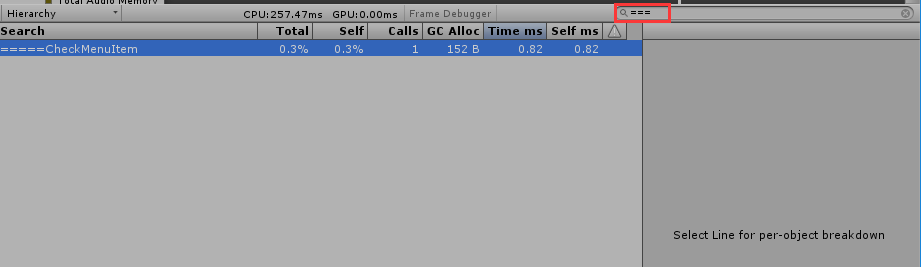 Total Audio Memory
Hierarchy CPU:257.47ms GPU:0.00ms Frame Debugger ===
Search Total Self Calls GC Alloc Time ms Self ms
=====CheckMenuItem 0.3% 0.3% 1 152 B 0.82 0.82
Select Line for per-object breakdown